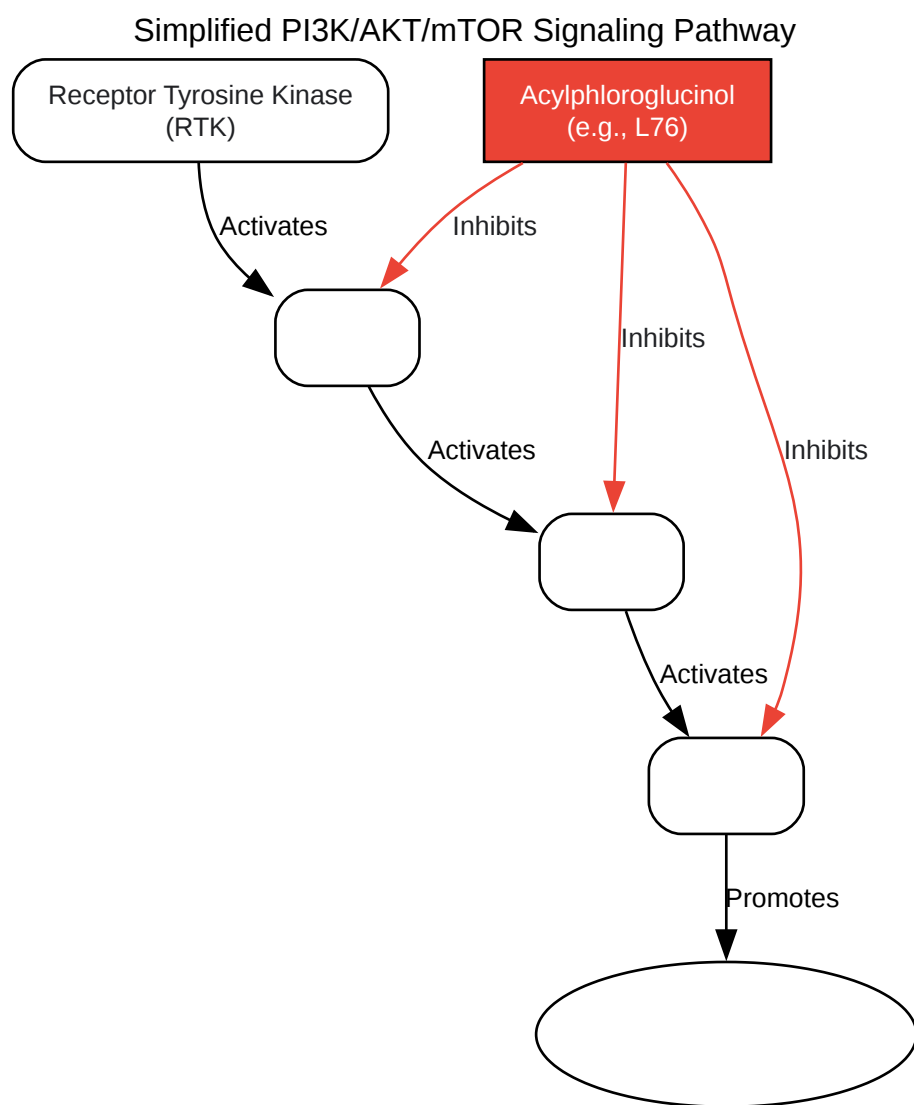 Simplified PI3K/AKT/mTOR Signaling Pathway
Receptor Tyrosine Kinase
(RTK)
Acylphloroglucinol
(e.g., L76)
Activates
Inhibits
Inhibits
Activates
Inhibits
Activates
Promotes